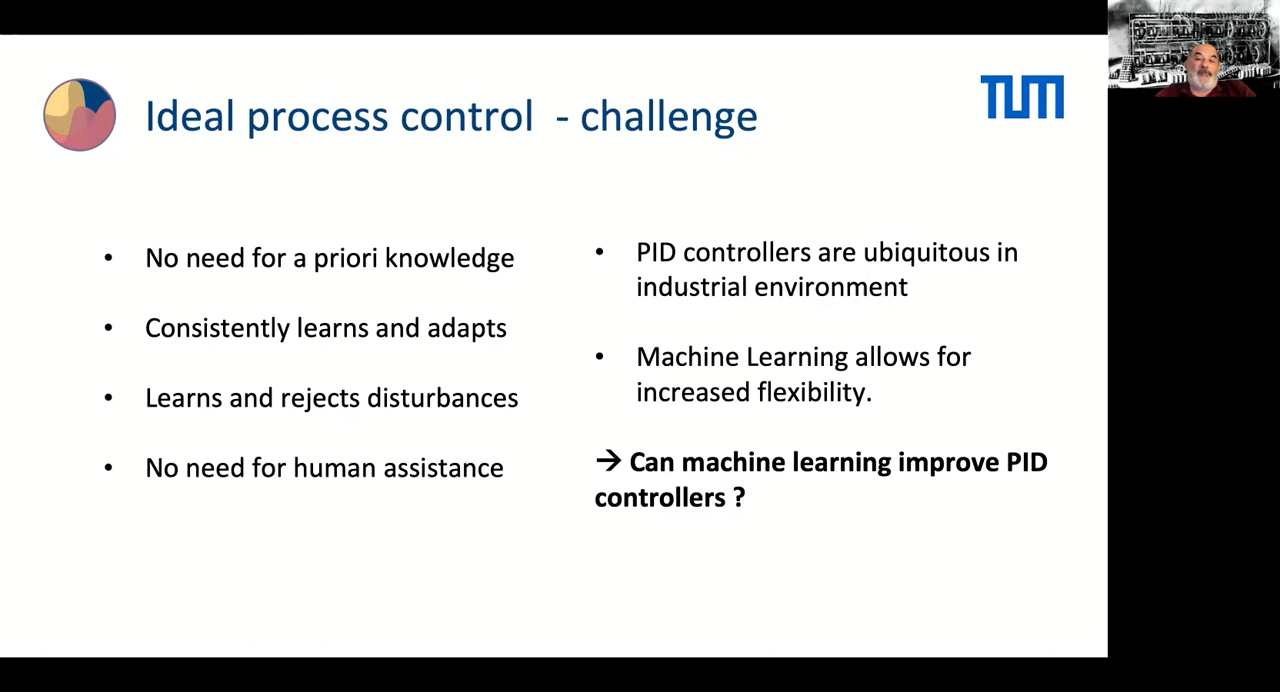 Ideal process control - challenge
TUM
• No need for a priori knowledge
• Consistently learns and adapts
• Learns and rejects disturbances
• No need for human assistance
• PID controllers are ubiquitous in
industrial environment
• Machine Learning allows for
increased flexibility.
→ Can machine learning improve PID
controllers ?